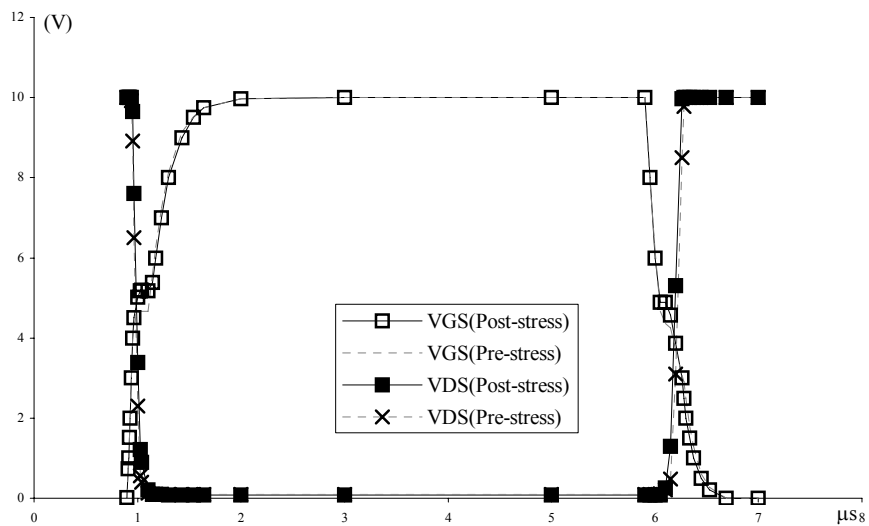 (V)
12
10
8
6
4
2
0
VGS(Post-stress)
VGS(Pre-stress)
VDS(Post-stress)
VDS(Pre-stress)
0 1 2 3 4 5 6 7 μs 8